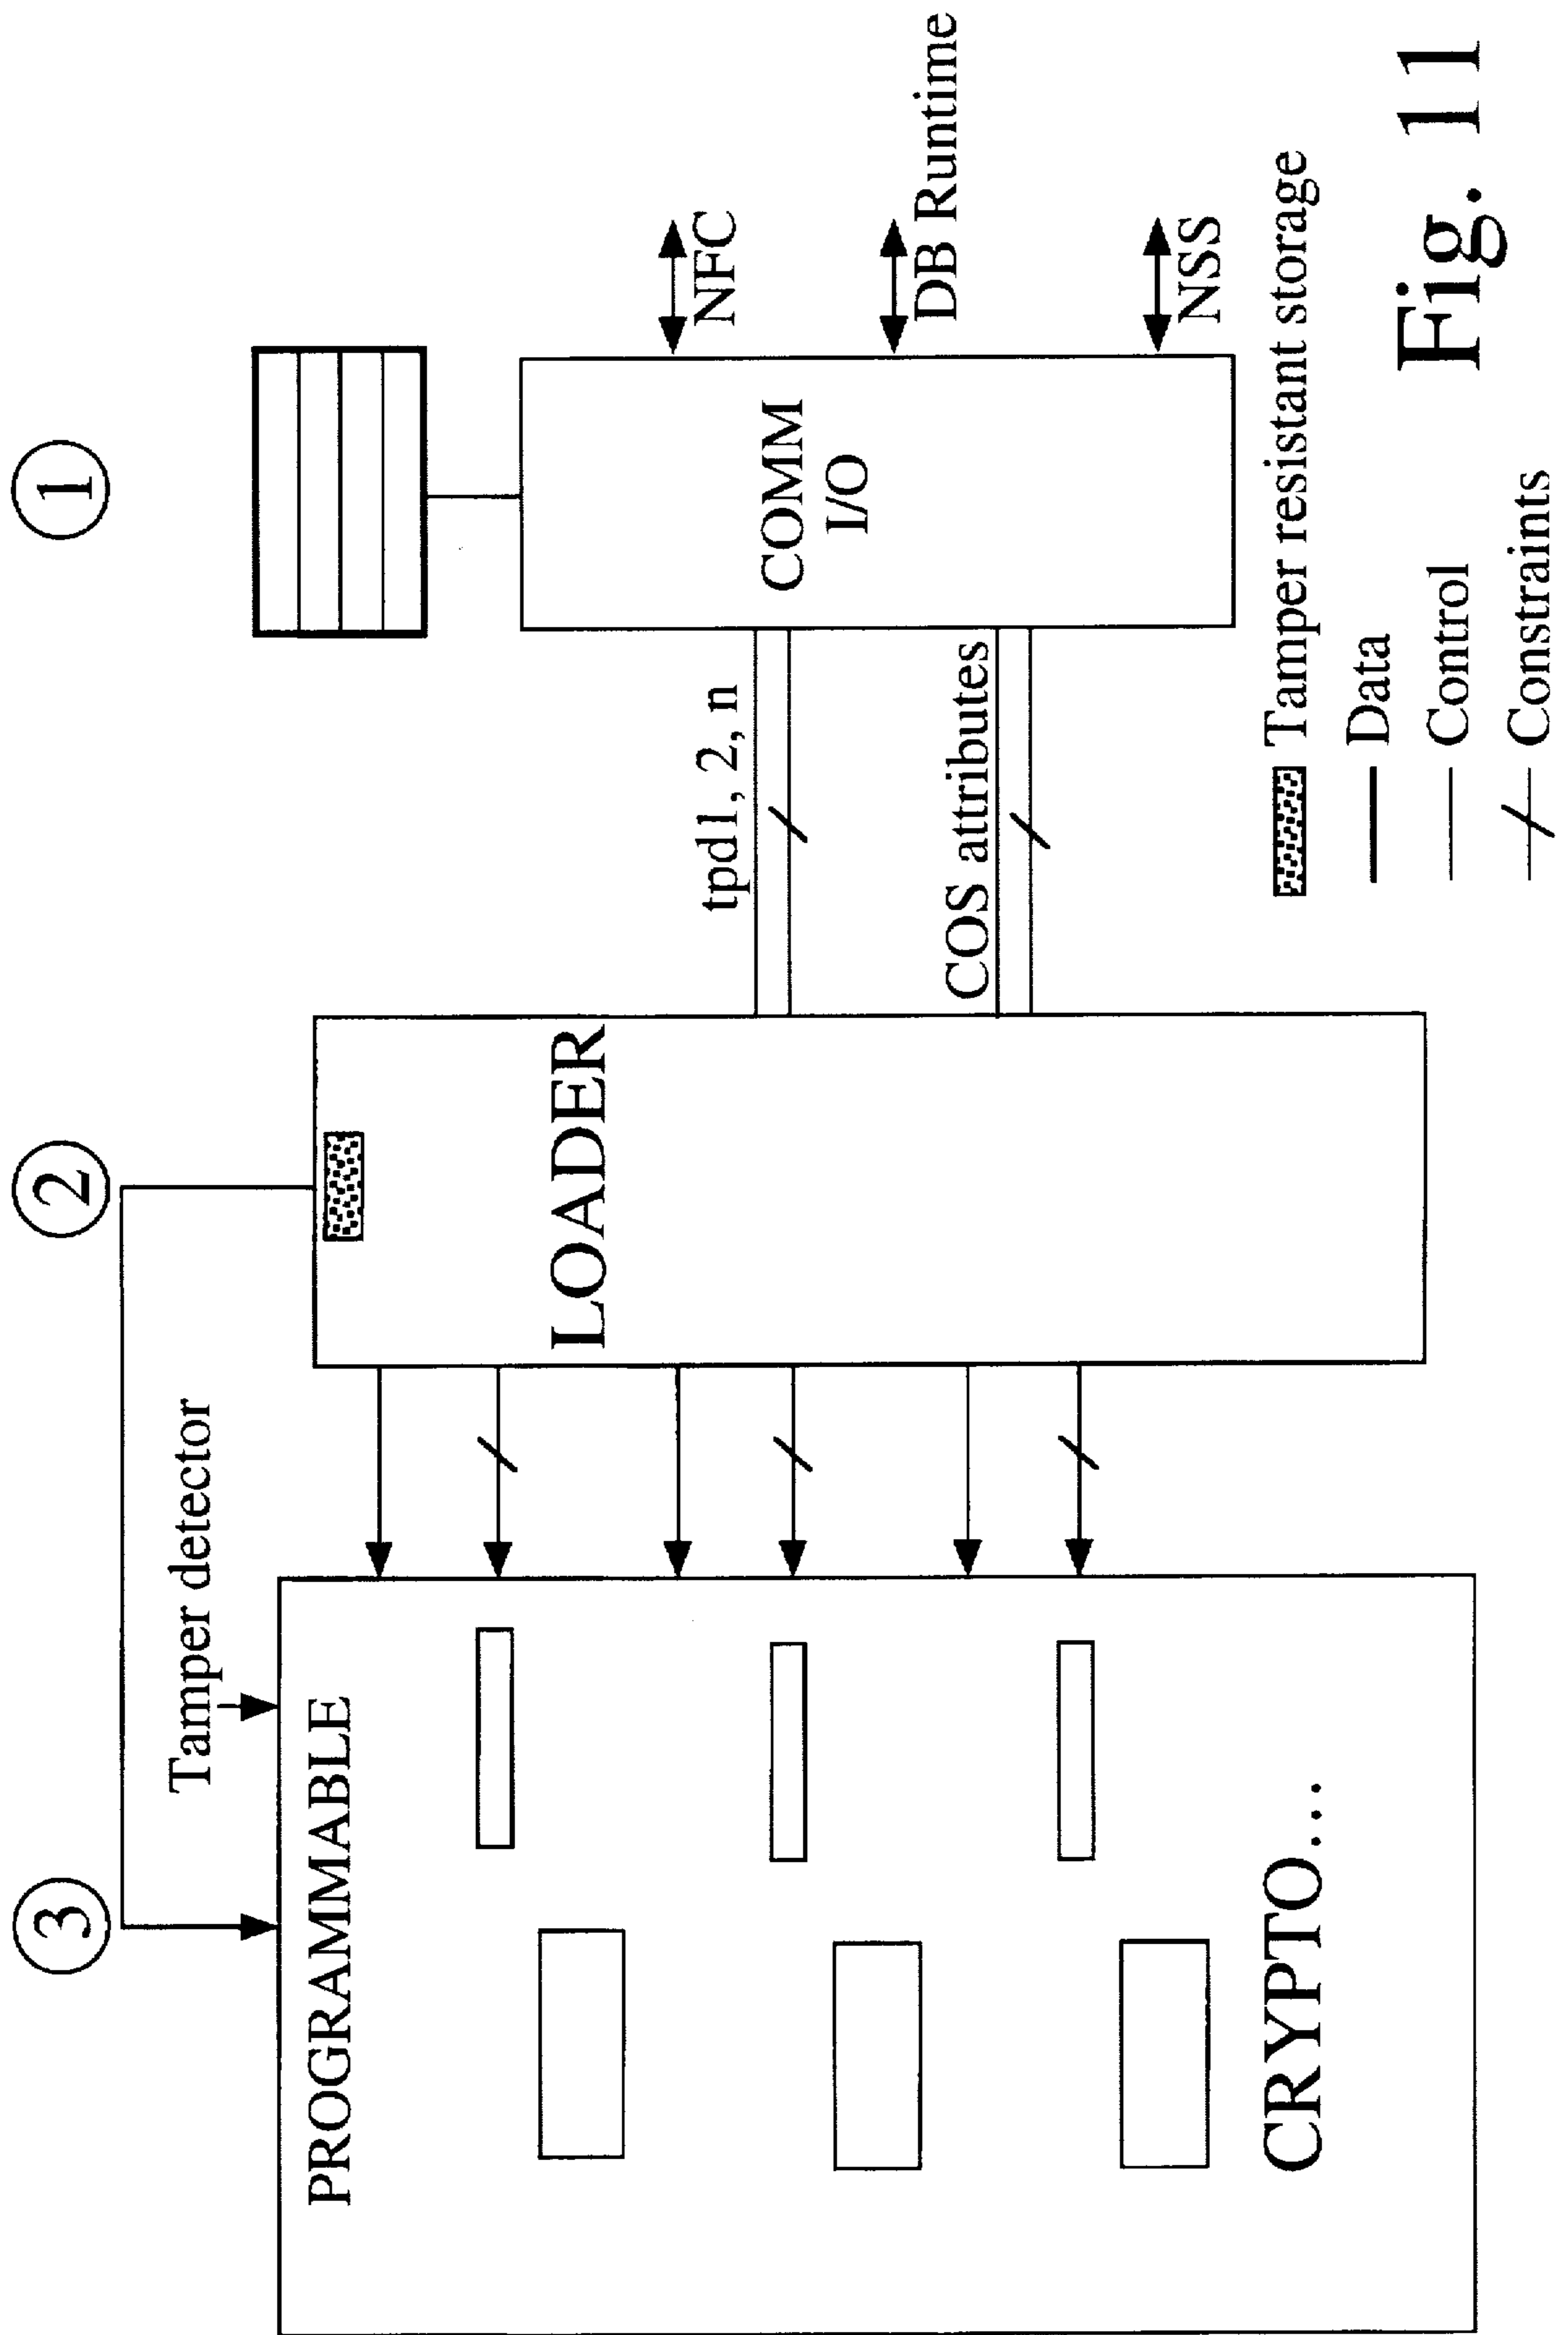 3
2
1
Tamper detector
PROGRAMMABLE
CRYPTO...
LOADER
tpd1, 2, n
COS attributes
COMM
I/O
NFC
DB Runtime
NSS
Tamper resistant storage
Data
Control
Constraints
Fig. 11